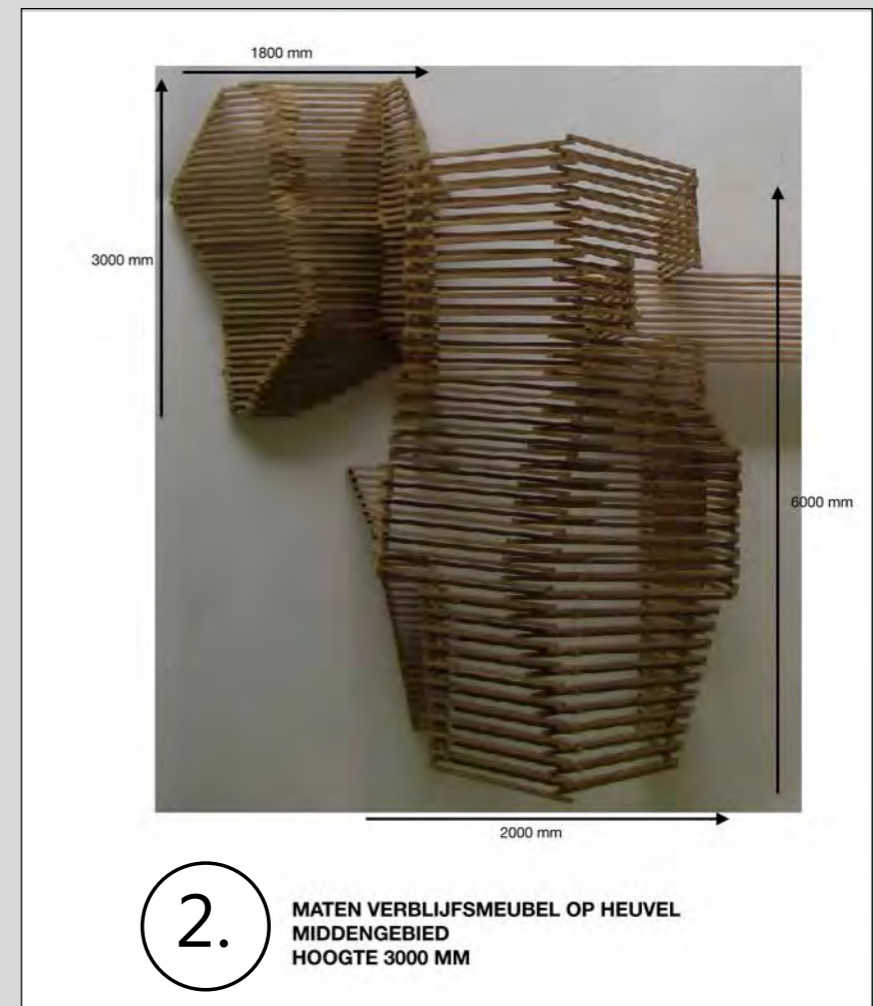 1800 mm
3000 mm
6000 mm
2000 mm
2.
MATEN VERBLIJFSMEUBEL OP HEUVEL
MIDDENGEBIED
HOOGTE 3000 MM